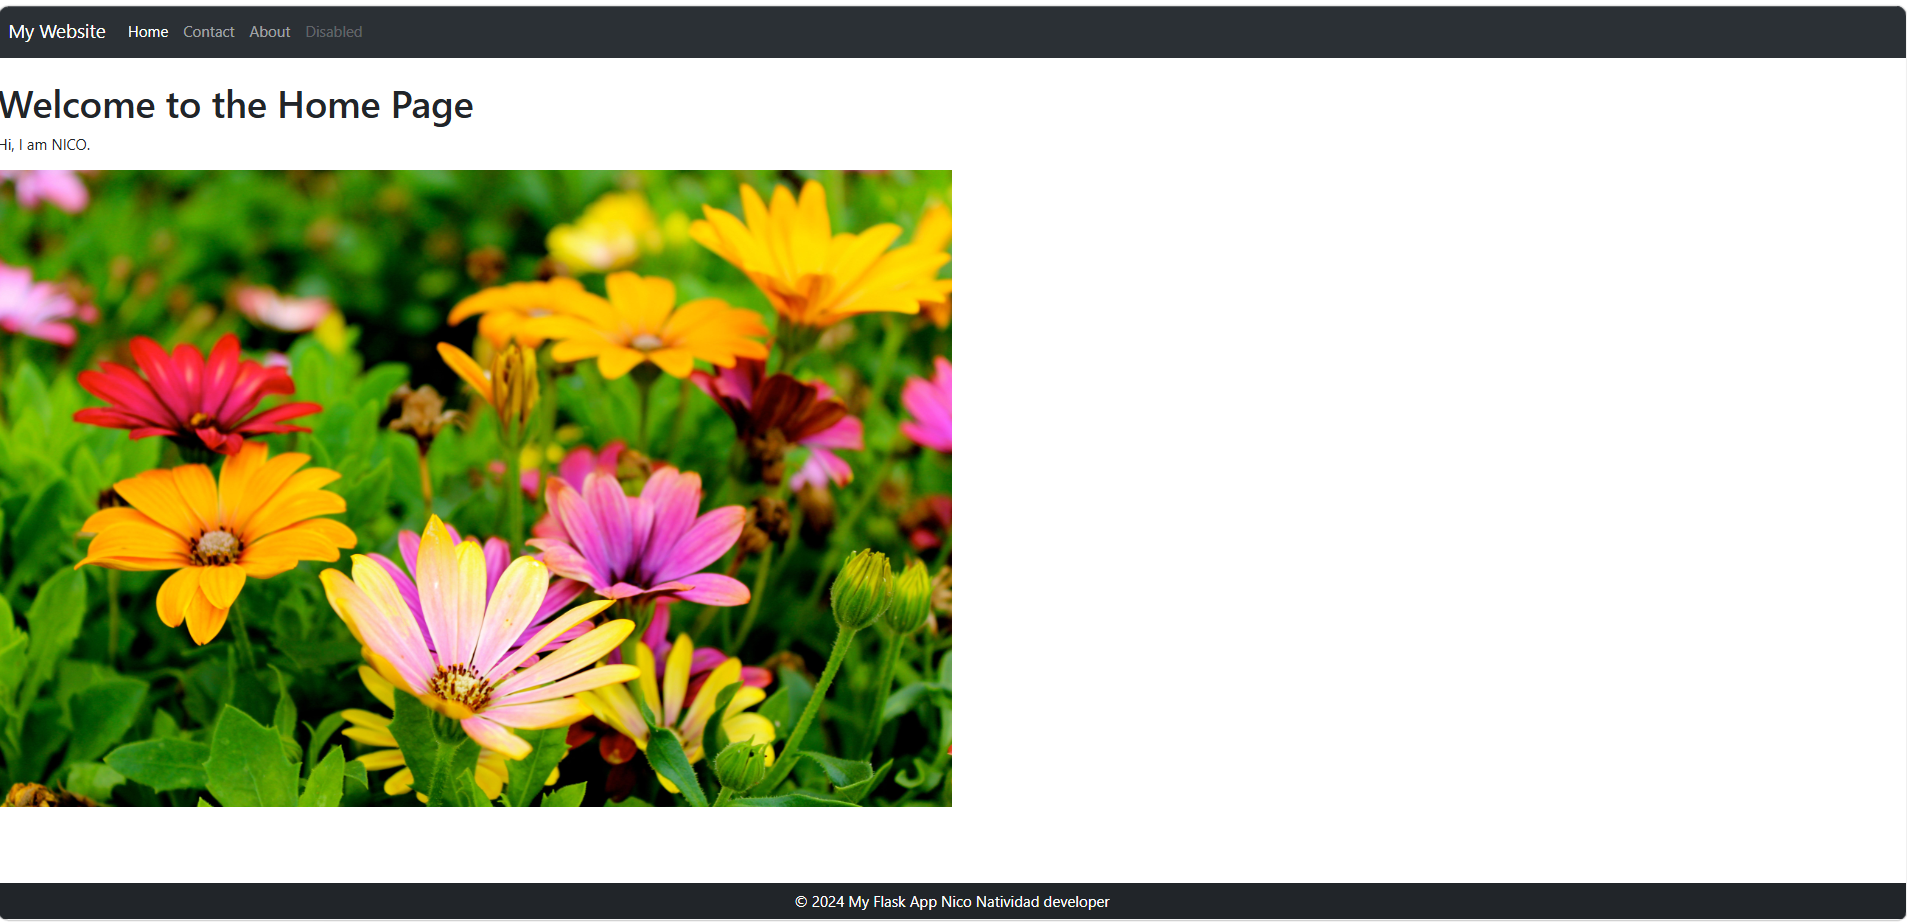 My Website Home Contact About Disabled
Welcome to the Home Page
Hi, I am NICO.
© 2024 My Flask App Nico Natividad developer